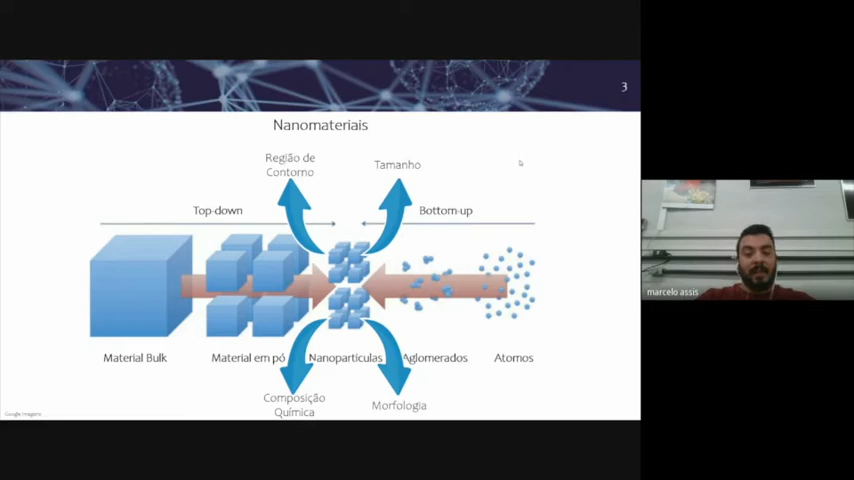 3
Nanomateriais
Região de
Contorno
Tamanho
Top-down
Bottom-up
marcelo assis
Material Bulk
Material em pó
Nanoparticulas
Aglomerados
Atomos
Composição
Química
Morfologia
Google Imagens